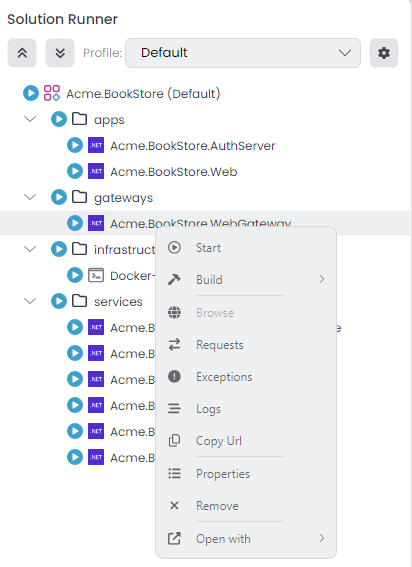 Solution Runner
Profile: Default
Acme.BookStore (Default)
apps
.NET Acme.BookStore.AuthServer
.NET Acme.BookStore.Web
gateways
.NET Acme.BookStore.WebGateway
infrastruct
Start
Docker-
Build
services
Browse
.NET Acme.B
e
Requests
.NET Acme.B
Exceptions
.NET Acme.B
Logs
.NET Acme.B
Copy Url
.NET Acme.B
.NET Acme.B
Properties
Remove
Open with